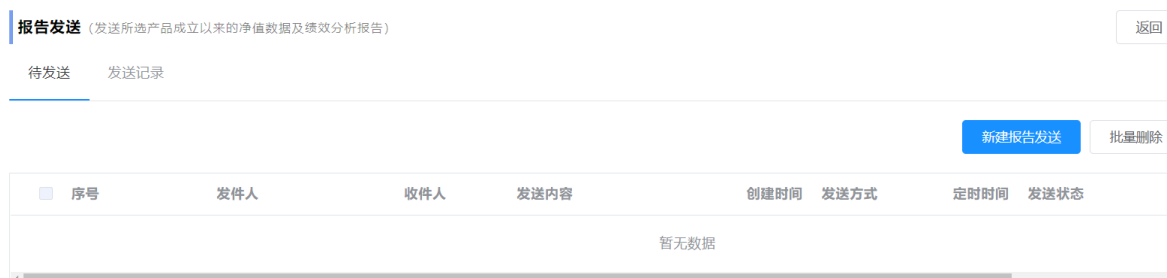 报告发送（发送所选产品成立以来的净值数据及绩效分析报告） 返回
待发送 发送记录
新建报告发送 批量删除
序号 发件人 收件人 发送内容 创建时间 发送方式 定时时间 发送状态
暂无数据